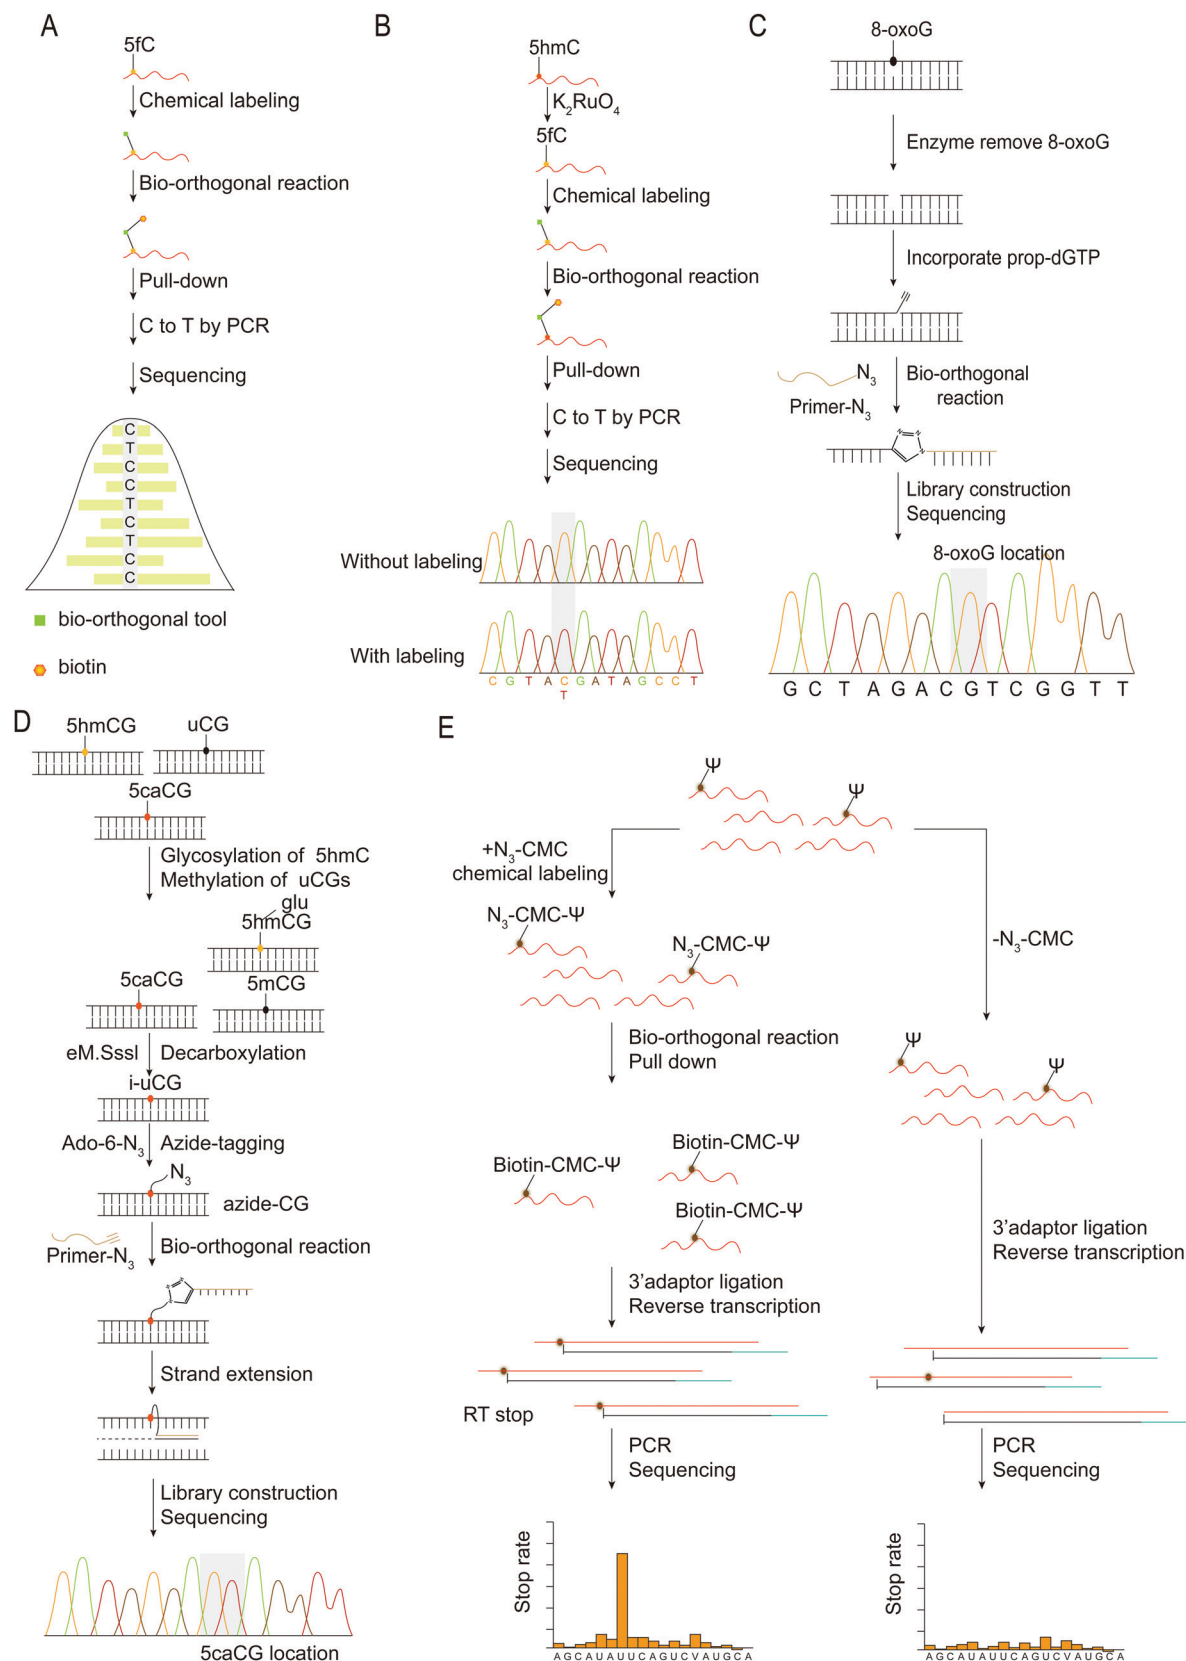 A
5fC
Chemical labeling
Bio-orthogonal reaction
Pull-down
C to T by PCR
Sequencing
C
T
C
C
T
C
T
C
C
bio-orthogonal tool
biotin
B
5hmC
K2RuO4
5fC
Chemical labeling
Bio-orthogonal reaction
Pull-down
C to T by PCR
Sequencing
Without labeling
With labeling
C G T A C G A T A G C C T
T
C
8-oxoG
Enzyme remove 8-oxoG
Incorporate prop-dGTP
N3
Primer-N3
Bio-orthogonal
reaction
N N
N
Library construction
Sequencing
8-oxoG location
G C T A G A C G T C G G T T
D
5hmCG
uCG
5caCG
Glycosylation of 5hmC
Methylation of uCGs
glu
5hmCG
5caCG
5mCG
eM.SssI
Decarboxylation
i-uCG
Ado-6-N3
Azide-tagging
N3
azide-CG
Primer-N3
Bio-orthogonal reaction
N N
N
Strand extension
Library construction
Sequencing
5caCG location
E
Ψ
Ψ
+N3-CMC
chemical labeling
-N3-CMC
N3-CMC-Ψ
N3-CMC-Ψ
Bio-orthogonal reaction
Pull down
Ψ
Ψ
Biotin-CMC-Ψ
Biotin-CMC-Ψ
Biotin-CMC-Ψ
3'adaptor ligation
Reverse transcription
3'adaptor ligation
Reverse transcription
RT stop
PCR
Sequencing
PCR
Sequencing
Stop rate
A G C A U A U U C A G U C V A U G C A
Stop rate
A G C A U A U U C A G U C V A U G C A